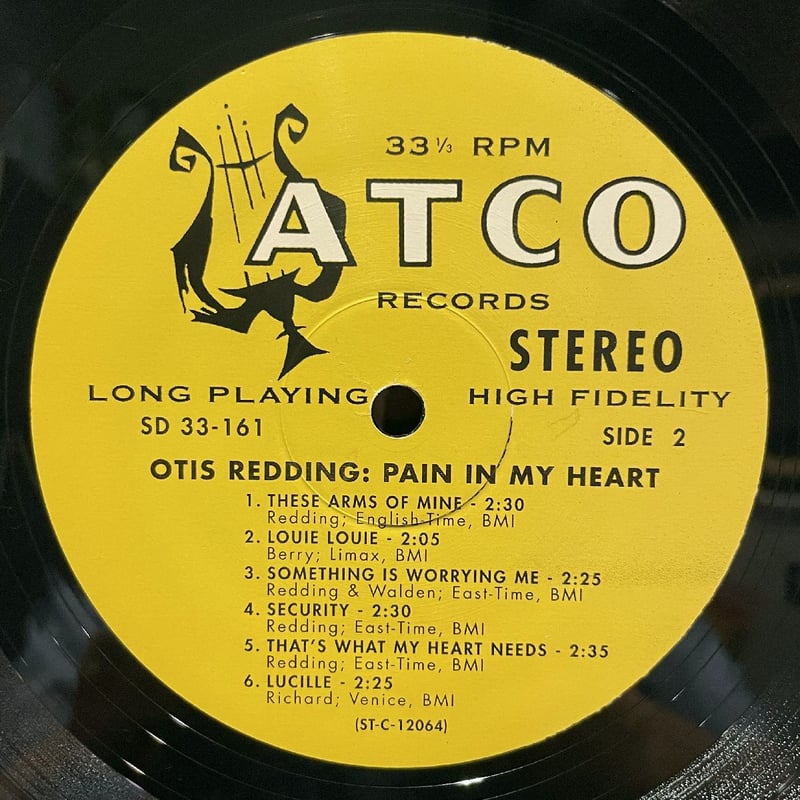 33 ⅓ RPM
ATCO
RECORDS
STEREO
LONG PLAYING HIGH FIDELITY
SD 33-161 SIDE 2
OTIS REDDING: PAIN IN MY HEART
1. THESE ARMS OF MINE - 2:30
Redding; English-Time, BMI
2. LOUIE LOUIE - 2:05
Berry; Limax, BMI
3. SOMETHING IS WORRYING ME - 2:25
Redding & Walden; East-Time, BMI
4. SECURITY - 2:30
Redding; East-Time, BMI
5. THAT'S WHAT MY HEART NEEDS - 2:35
Redding; East-Time, BMI
6. LUCILLE - 2:25
Richard; Venice, BMI
(ST-C-12064)